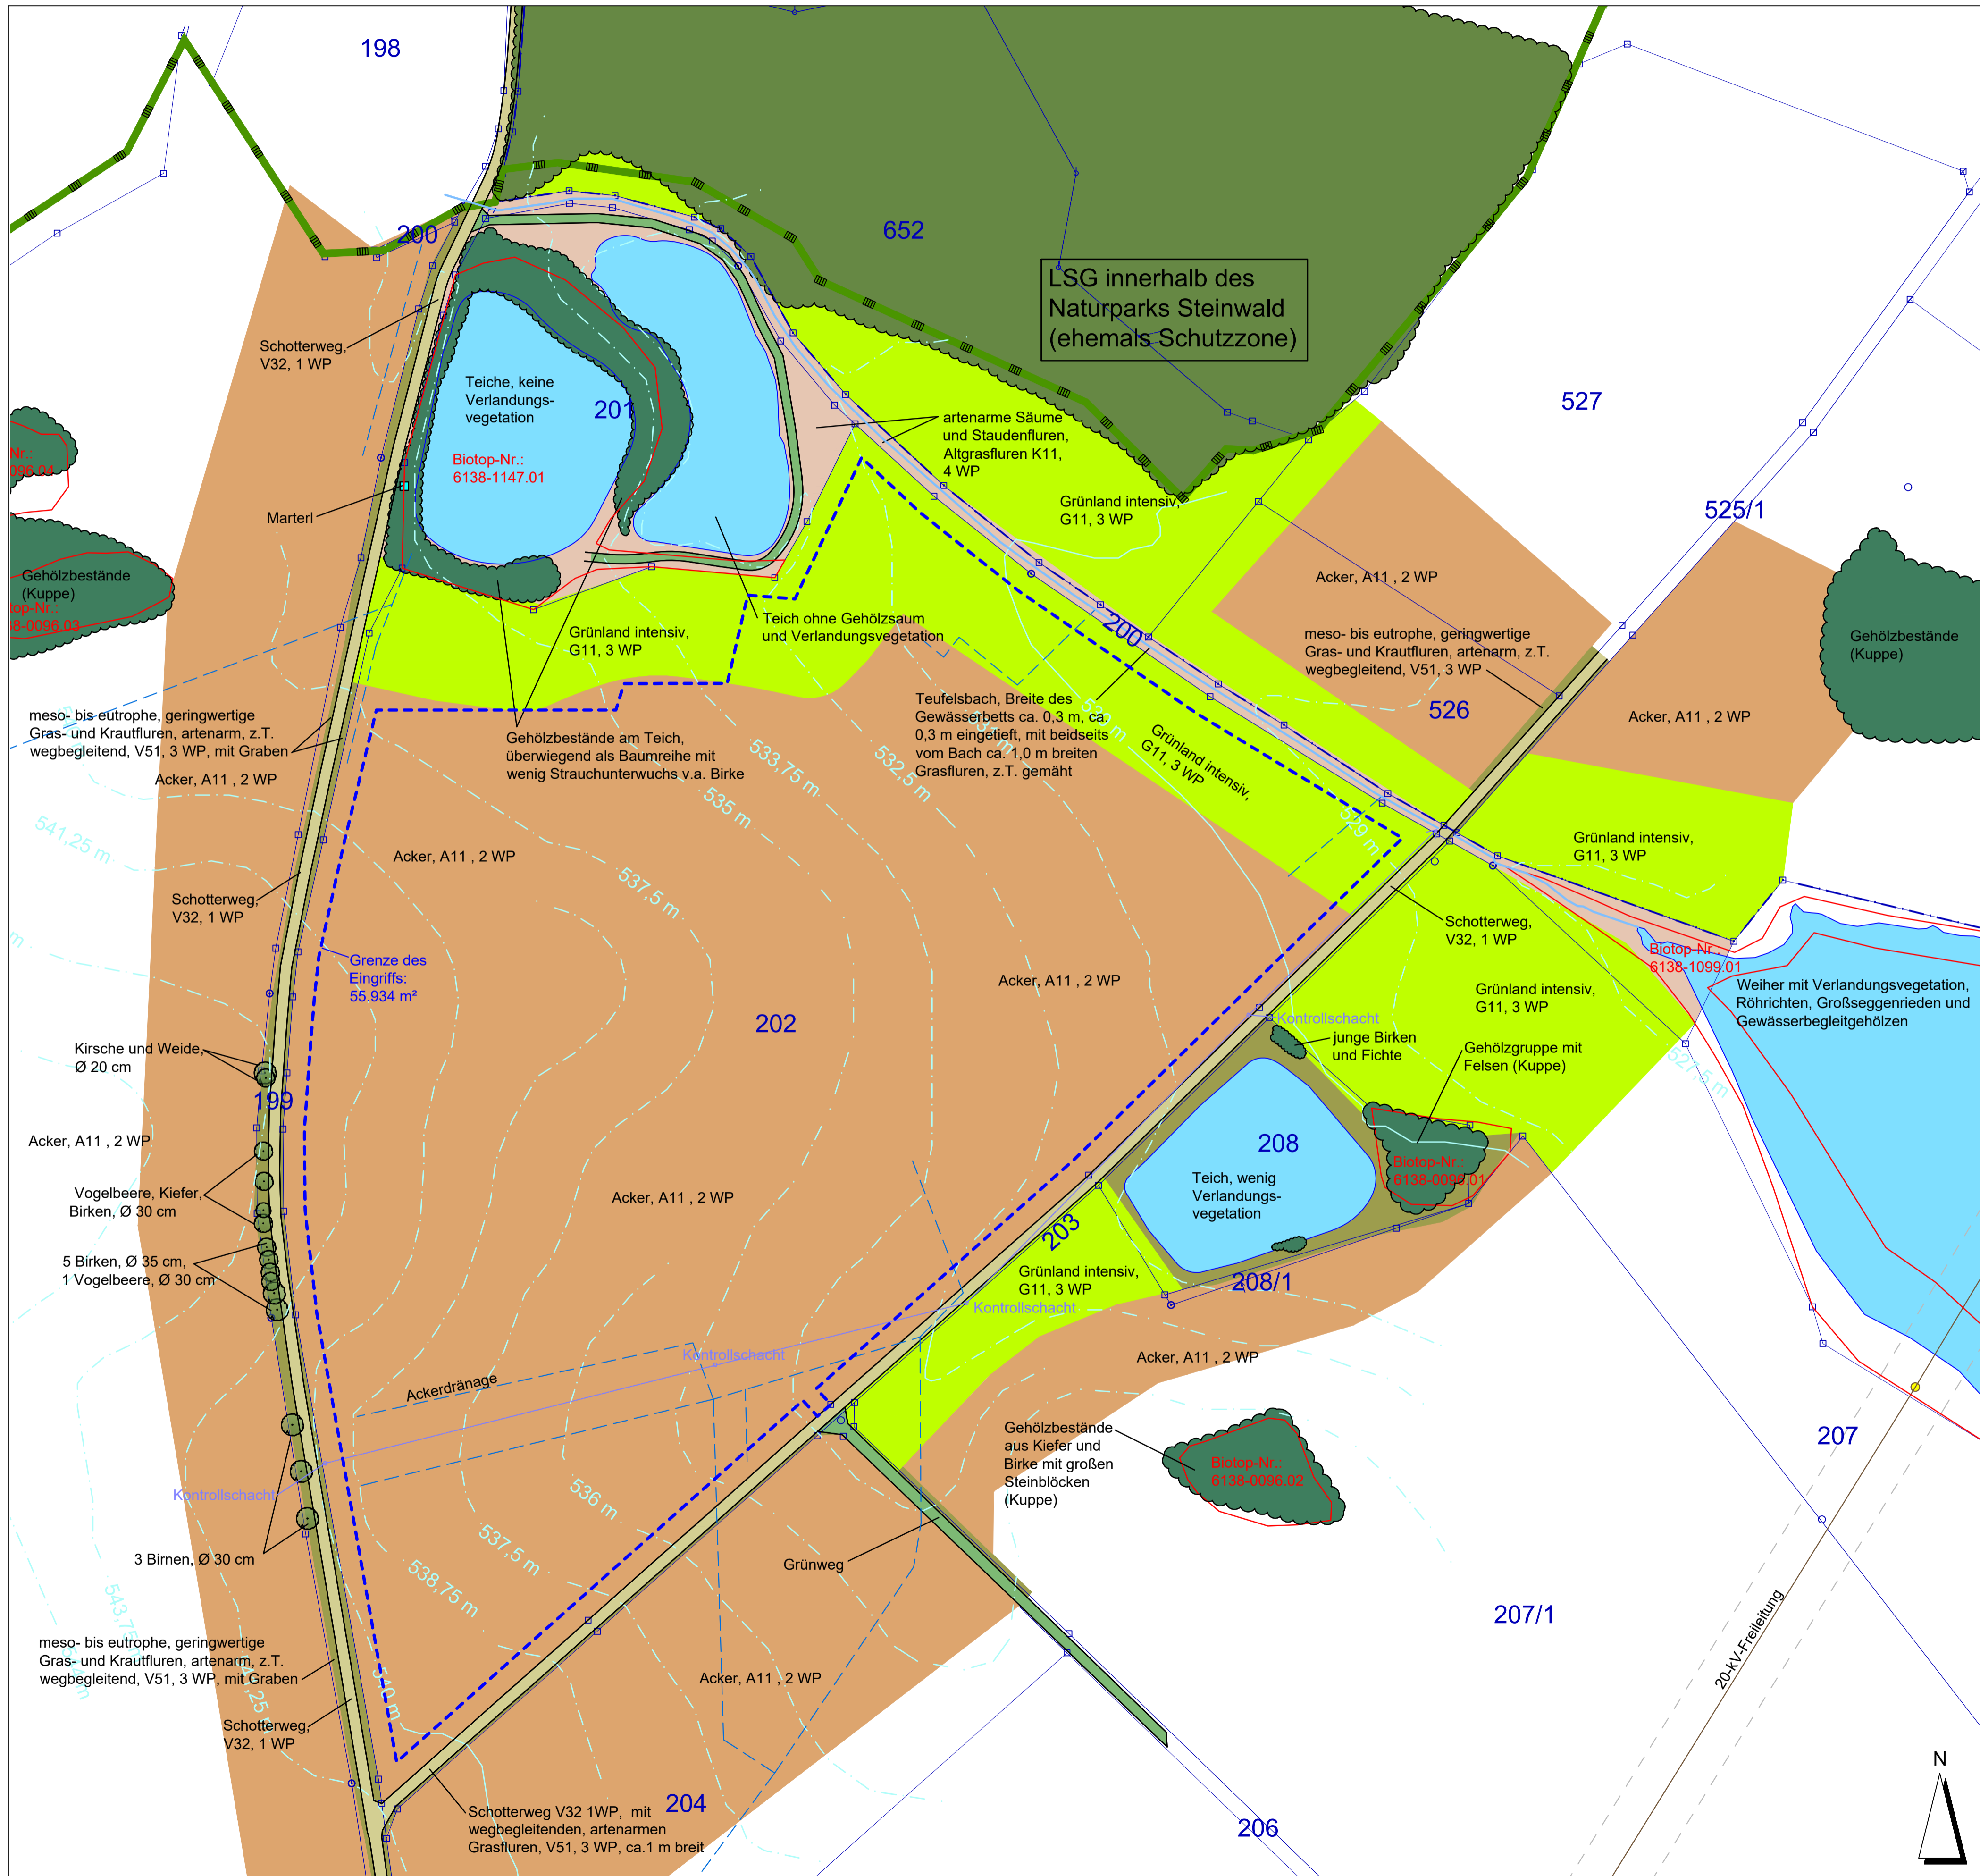 198
200
652
LSG innerhalb des
Naturparks Steinwald
(ehemals Schutzzone)
Schotterweg,
V32, 1 WP
Teiche, keine
Verlandungs-
vegetation
201
Biotop-Nr.:
6138-1147.01
artenarme Säume
und Staudenfluren,
Altgrasfluren K11,
4 WP
527
Nr.:
096.04
Marterl
Grünland intensiv,
G11, 3 WP
525/1
Gehölzbestände
(Kuppe)
top-Nr.:
38-0096.03
Acker, A11 , 2 WP
Teich ohne Gehölzsaum
und Verlandungsvegetation
Grünland intensiv,
G11, 3 WP
200
meso- bis eutrophe, geringwertige
Gras- und Krautfluren, artenarm, z.T.
wegbegleitend, V51, 3 WP
Gehölzbestände
(Kuppe)
526
Acker, A11 , 2 WP
meso- bis eutrophe, geringwertige
Gras- und Krautfluren, artenarm, z.T.
wegbegleitend, V51, 3 WP, mit Graben
Acker, A11 , 2 WP
Gehölzbestände am Teich,
überwiegend als Baumreihe mit
wenig Strauchunterwuchs v.a. Birke
Teufelsbach, Breite des
Gewässerbetts ca. 0,3 m, ca.
0,3 m eingetieft, mit beidseits
vom Bach ca. 1,0 m breiten
Grasfluren, z.T. gemäht
Grünland intensiv,
G11, 3 WP
533,75 m
532,5 m
535 m
529 m
541,25 m
537,5 m
Acker, A11 , 2 WP
Grünland intensiv,
G11, 3 WP
Schotterweg,
V32, 1 WP
Schotterweg,
V32, 1 WP
Grenze des
Eingriffs:
55.934 m²
Acker, A11 , 2 WP
Biotop-Nr.:
6138-1099.01
Weiher mit Verlandungsvegetation,
Röhrichten, Großseggenrieden und
Gewässerbegleitgehölzen
Grünland intensiv,
G11, 3 WP
202
Kontrollschacht
junge Birken
und Fichte
Gehölzgruppe mit
Felsen (Kuppe)
527,5 m
Kirsche und Weide,
Ø 20 cm
199
Acker, A11 , 2 WP
208
Teich, wenig
Verlandungs-
vegetation
Biotop-Nr.:
6138-0096.01
Vogelbeere, Kiefer,
Birken, Ø 30 cm
Acker, A11 , 2 WP
203
5 Birken, Ø 35 cm,
1 Vogelbeere, Ø 30 cm
Grünland intensiv,
G11, 3 WP
208/1
Kontrollschacht
Kontrollschacht
Acker, A11 , 2 WP
Ackerdränage
Gehölzbestände
aus Kiefer und
Birke mit großen
Steinblöcken
(Kuppe)
Biotop-Nr.:
6138-0096.02
207
Kontrollschacht
536 m
537,5 m
538,75 m
3 Birnen, Ø 30 cm
Grünweg
543,75 m
207/1
20-kV-Freileitung
meso- bis eutrophe, geringwertige
Gras- und Krautfluren, artenarm, z.T.
wegbegleitend, V51, 3 WP, mit Graben
540 m
Acker, A11 , 2 WP
Schotterweg,
V32, 1 WP
Schotterweg V32 1WP, mit
wegbegleitenden, artenarmen
Grasfluren, V51, 3 WP, ca.1 m breit
204
206
N